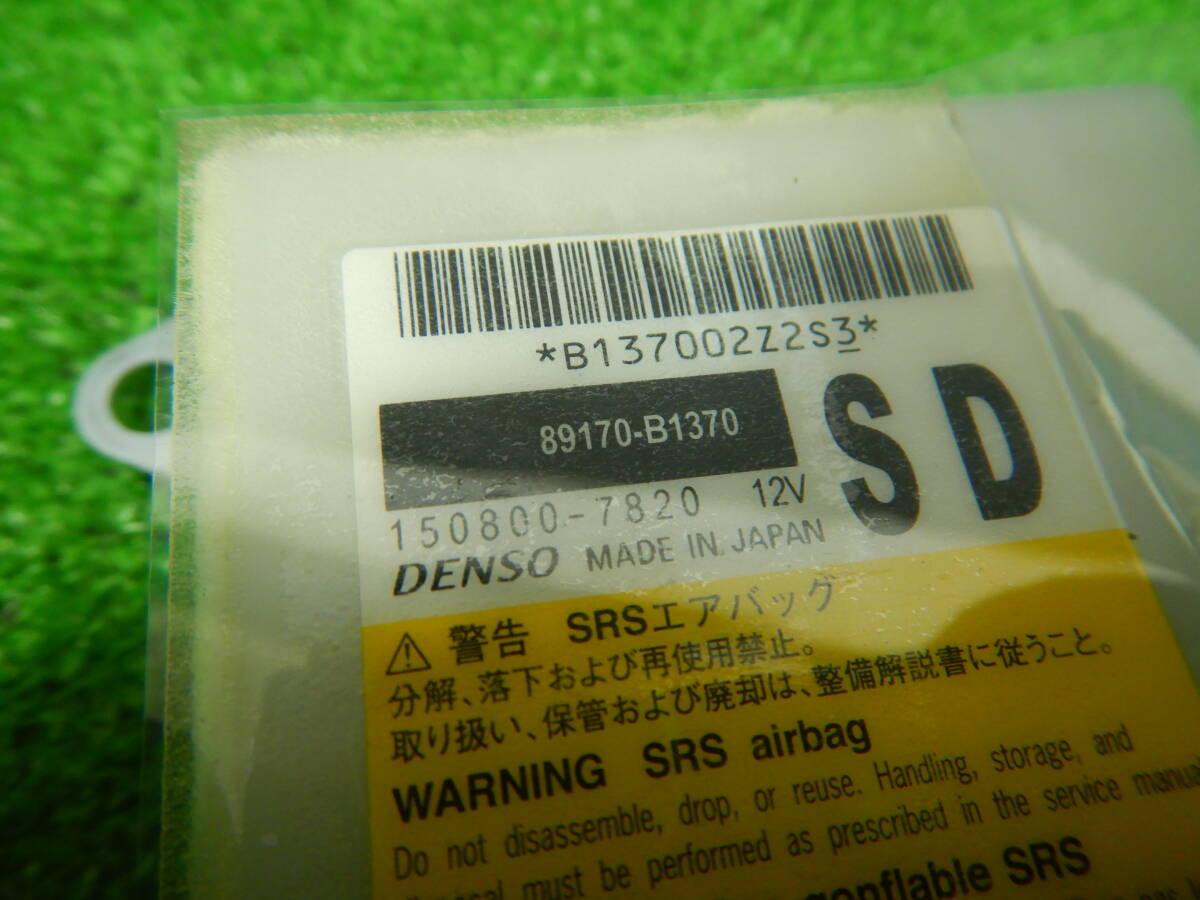 *B137002Z2S3*
89170-B1370
SD
150800-7820 12V
DENSO MADE IN JAPAN
警告 SRSエアバッグ
分解、落下および再使用禁止。
取り扱い、保管および廃却は、整備解説書に従うこと。
WARNING SRS airbag
Do not disassemble, drop, or reuse. Handling, storage, and
must be performed as prescribed in the service manual
gonflable SRS